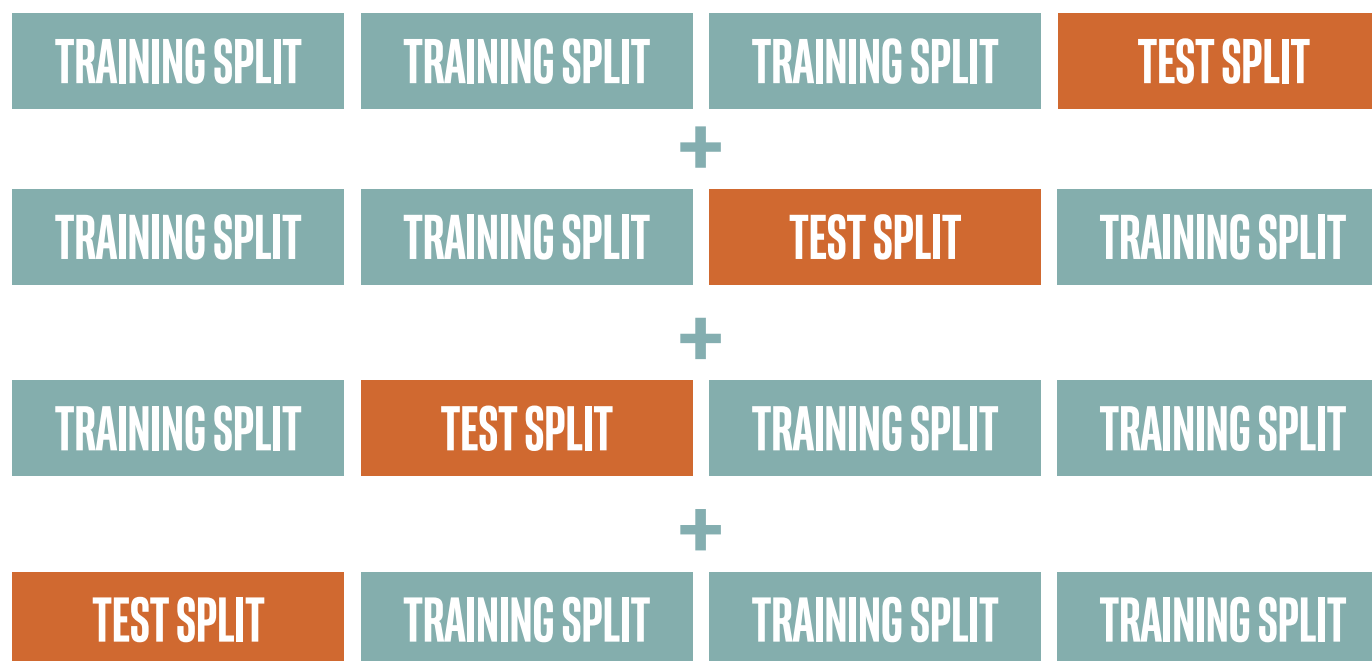 TRAINING SPLIT TRAINING SPLIT TRAINING SPLIT TEST SPLIT
+
TRAINING SPLIT TRAINING SPLIT TEST SPLIT TRAINING SPLIT
+
TRAINING SPLIT TEST SPLIT TRAINING SPLIT TRAINING SPLIT
+
TEST SPLIT TRAINING SPLIT TRAINING SPLIT TRAINING SPLIT